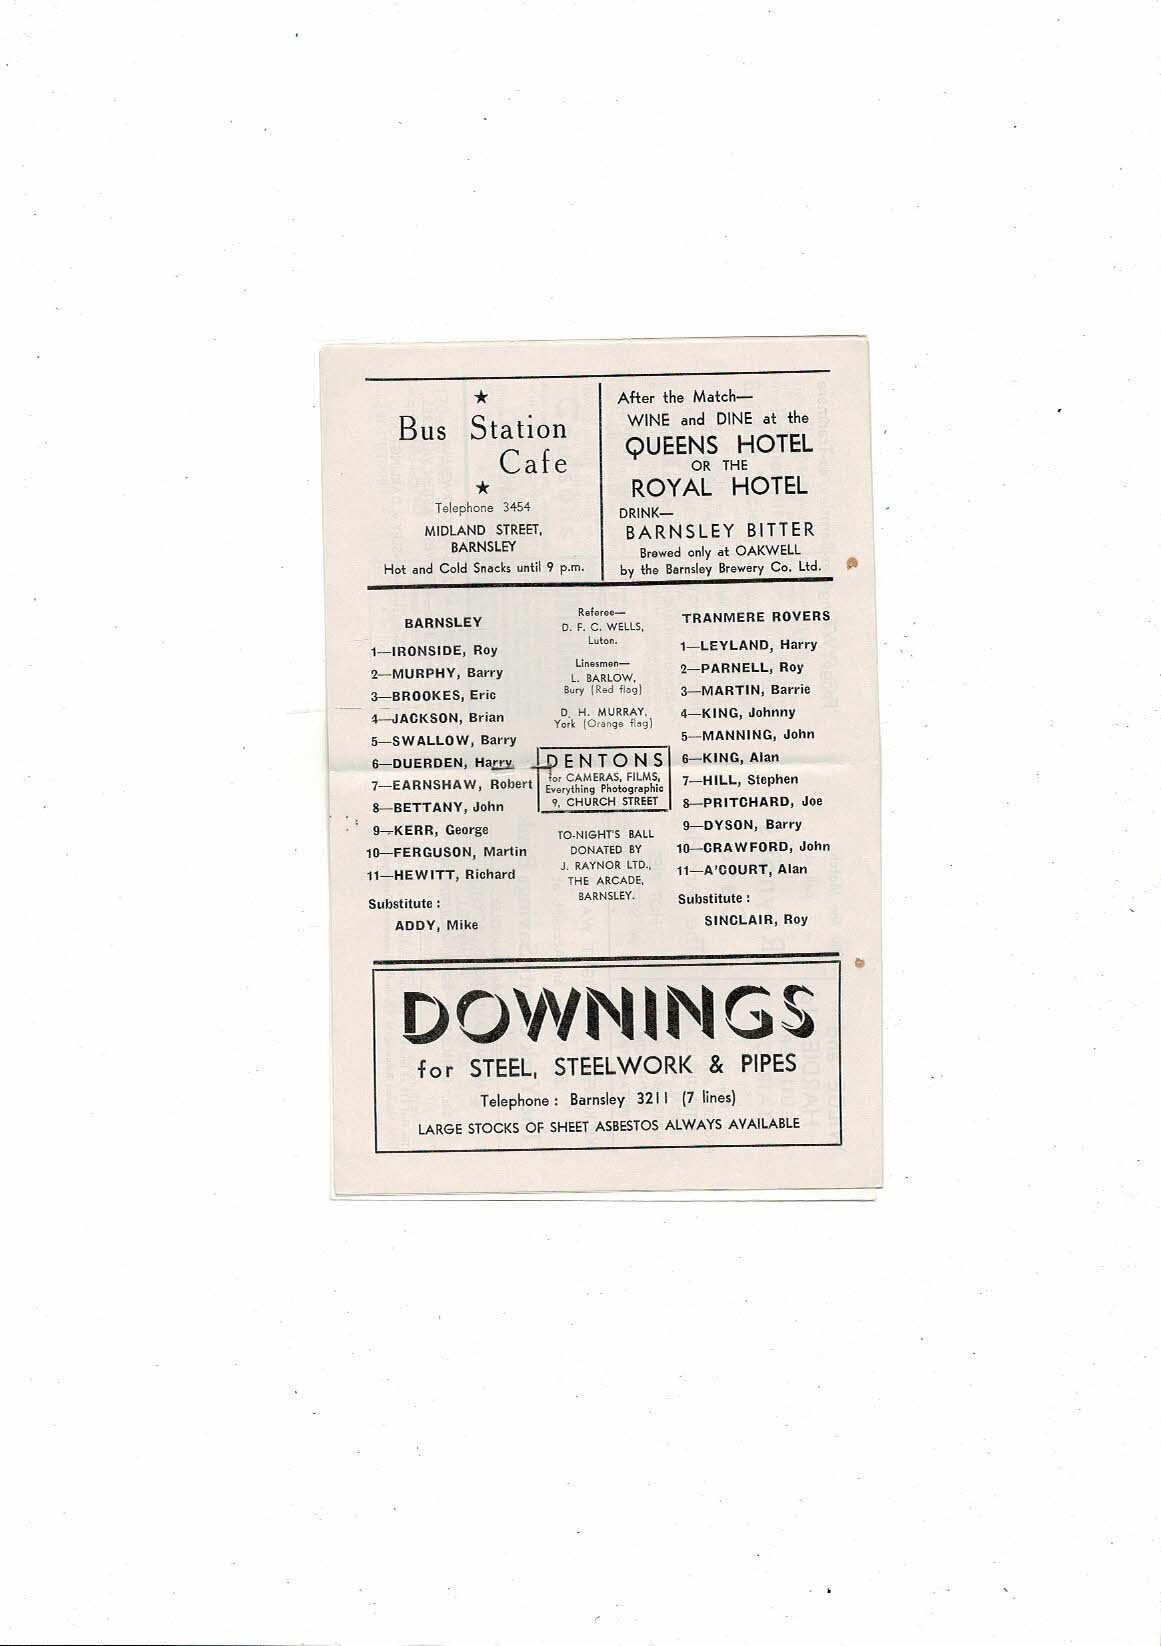 ★
Bus Station
Cafe
★
Telephone 3454
MIDLAND STREET,
BARNSLEY
Hot and Cold Snacks until 9 p.m.
After the Match—
WINE and DINE at the
QUEENS HOTEL
OR THE
ROYAL HOTEL
DRINK—
BARNSLEY BITTER
Brewed only at OAKWELL
by the Barnsley Brewery Co. Ltd.
BARNSLEY
1—IRONSIDE, Roy
2—MURPHY, Barry
3—BROOKES, Eric
4—JACKSON, Brian
5—SWALLOW, Barry
6—DUERDEN, Harry
7—EARNSHAW, Robert
8—BETTANY, John
9—KERR, George
10—FERGUSON, Martin
11—HEWITT, Richard
Substitute :
ADDY, Mike
Referee—
D. F. C. WELLS,
Luton.
Linesmen—
L. BARLOW,
Bury (Red flag)
D. H. MURRAY,
York (Orange flag)
DENTONS
for CAMERAS, FILMS,
Everything Photographic
9, CHURCH STREET
TO-NIGHT'S BALL
DONATED BY
J. RAYNOR LTD.,
THE ARCADE,
BARNSLEY.
TRANMERE ROVERS
1—LEYLAND, Harry
2—PARNELL, Roy
3—MARTIN, Barrie
4—KING, Johnny
5—MANNING, John
6—KING, Alan
7—HILL, Stephen
8—PRITCHARD, Joe
9—DYSON, Barry
10—CRAWFORD, John
11—A'COURT, Alan
Substitute :
SINCLAIR, Roy
DOWNINGS
for STEEL, STEELWORK & PIPES
Telephone : Barnsley 3211 (7 lines)
LARGE STOCKS OF SHEET ASBESTOS ALWAYS AVAILABLE